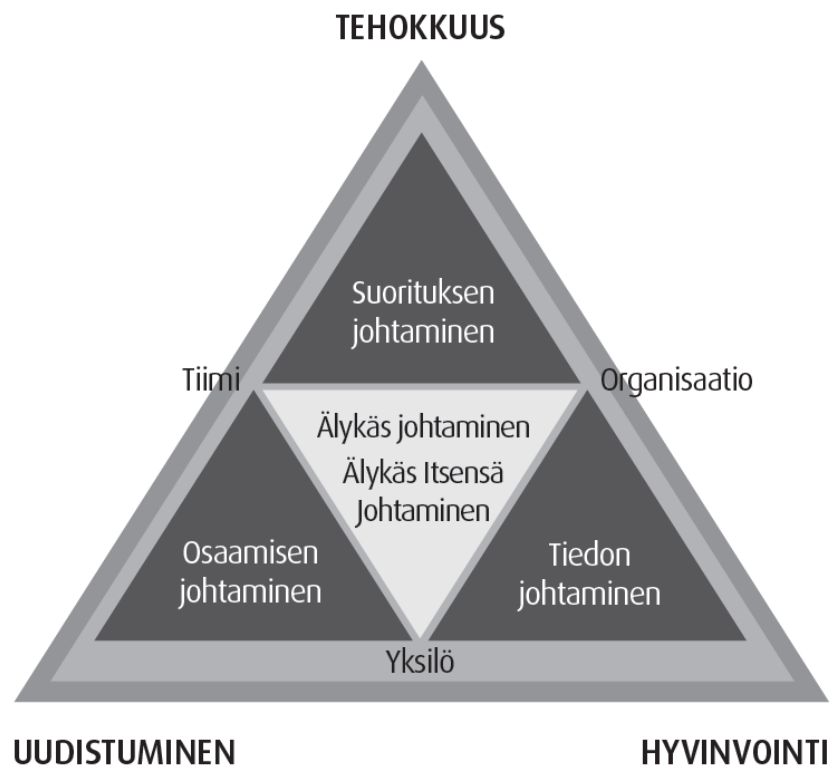 TEHOKKUUS
Suorituksen
johtaminen
Tiimi
Organisaatio
Älykäs johtaminen
Älykäs Itsensä
Johtaminen
Osaamisen
johtaminen
Tiedon
johtaminen
Yksilö
UUDISTUMINEN
HYVINVOINTI